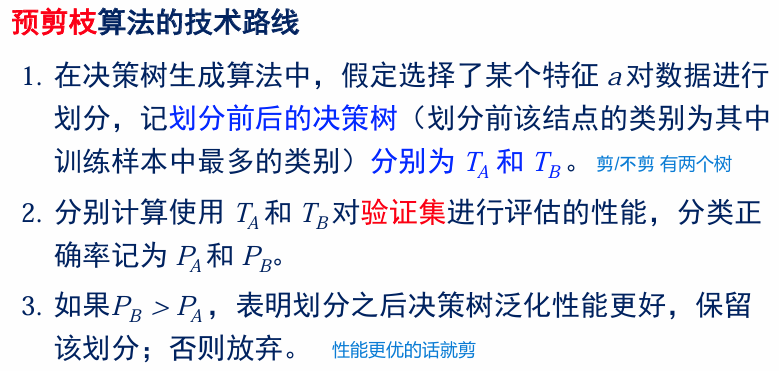 预剪枝算法的技术路线
1. 在决策树生成算法中，假定选择了某个特征 a 对数据进行
划分，记划分前后的决策树（划分前该结点的类别为其中
训练样本中最多的类别）分别为 T_A 和 T_B 。 剪/不剪 有两个树
2. 分别计算使用 T_A 和 T_B 对验证集进行评估的性能，分类正
确率记为 P_A 和 P_B。
3. 如果P_B > P_A ，表明划分之后决策树泛化性能更好，保留
该划分；否则放弃。 性能更优的话就剪